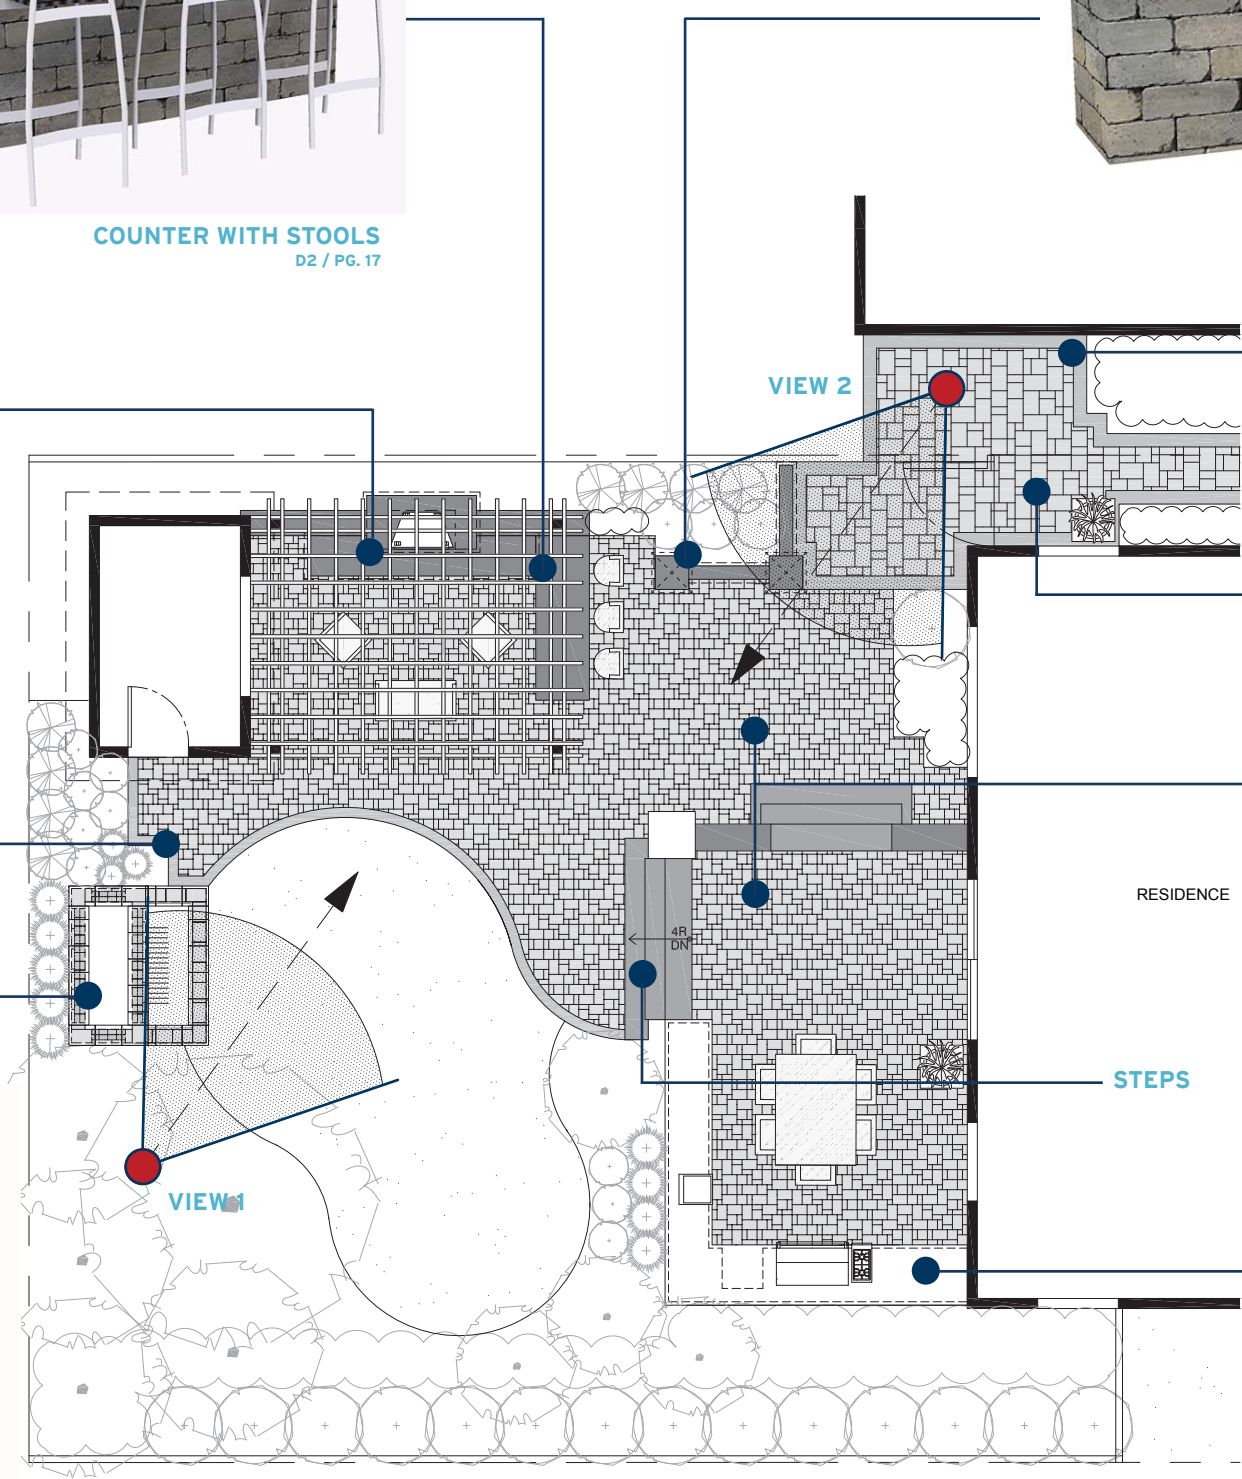 COUNTER WITH STOOLS
D2 / PG. 17
VIEW 2
RESIDENCE
4R
DN
STEPS
VIEW 1